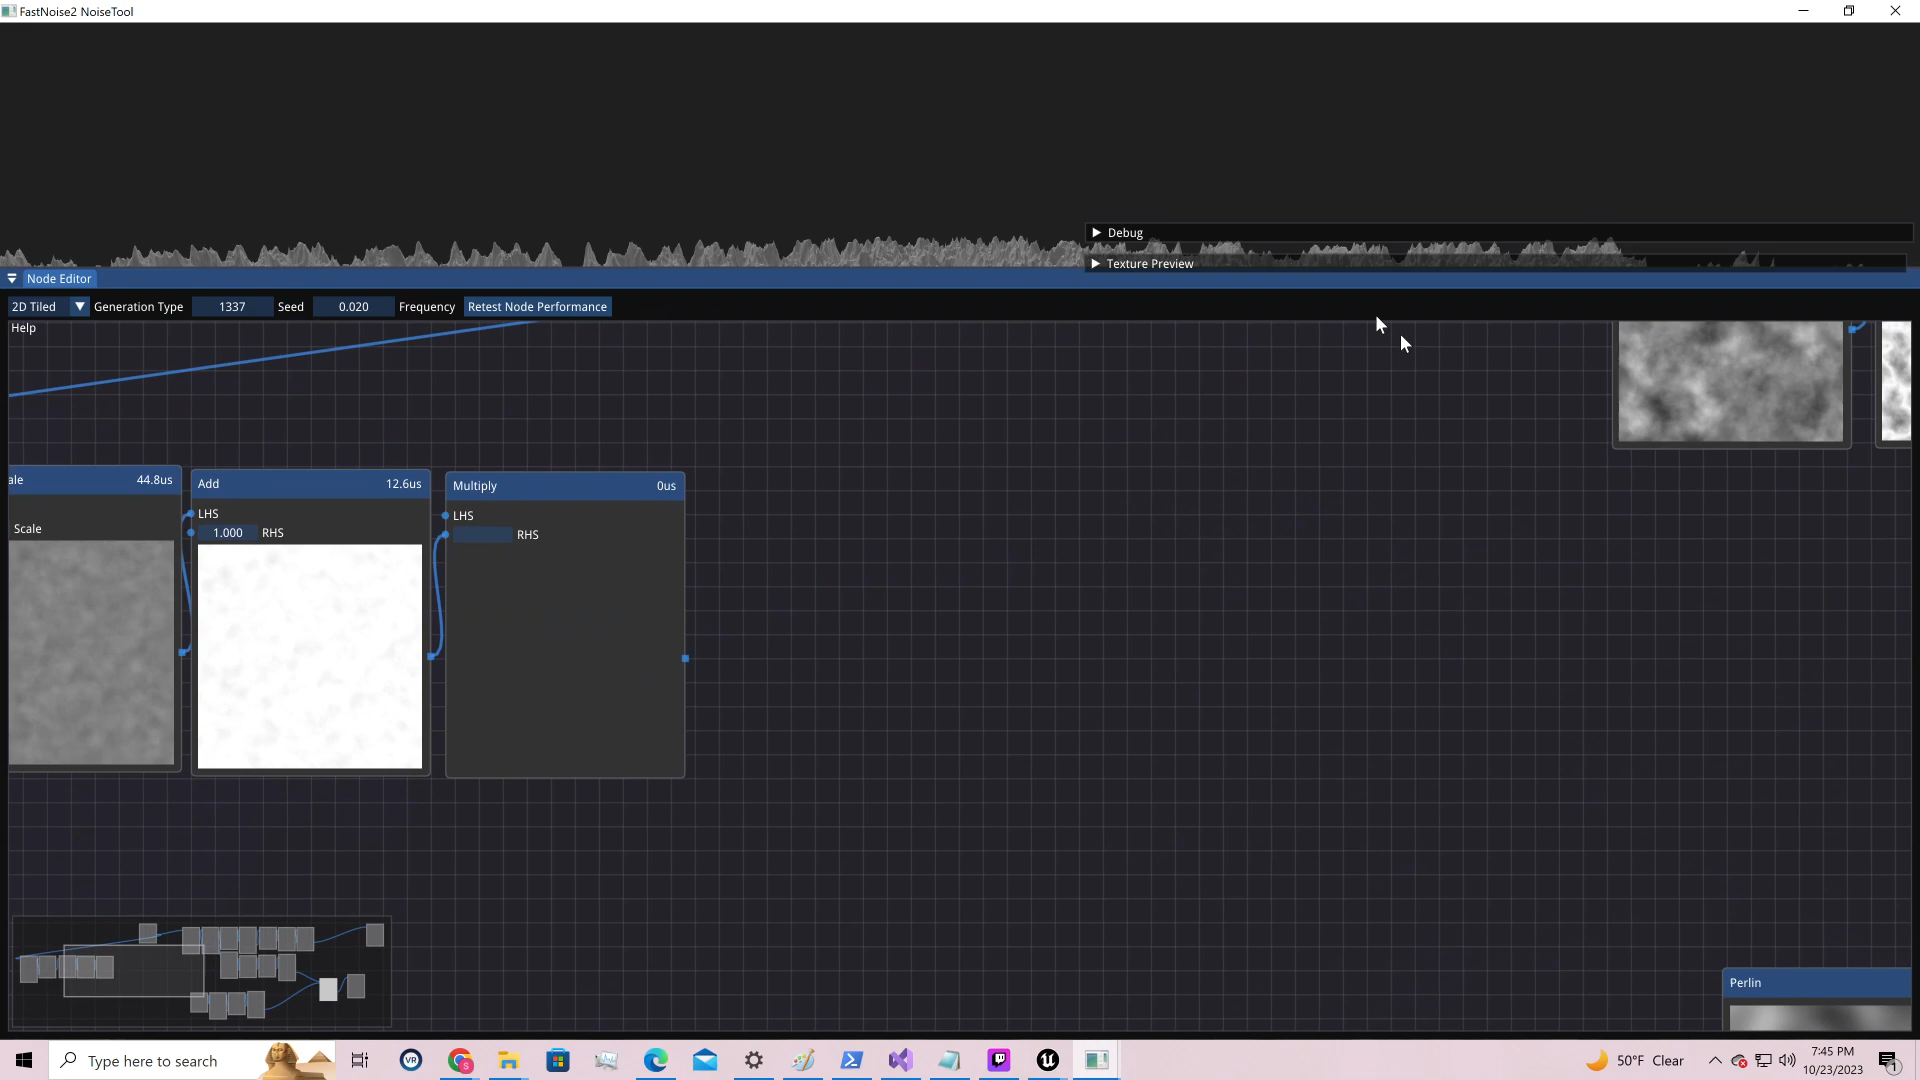 FastNoise2 NoiseTool
Debug
Texture Preview
Node Editor
2D Tiled Generation Type 1337 Seed 0.020 Frequency Retest Node Performance
Help
ale 44.8us
Scale
Add 12.6us
LHS
1.000 RHS
Multiply 0us
LHS
RHS
Perlin
Type here to search
VR
S
50°F Clear
7:45 PM
10/23/2023
1